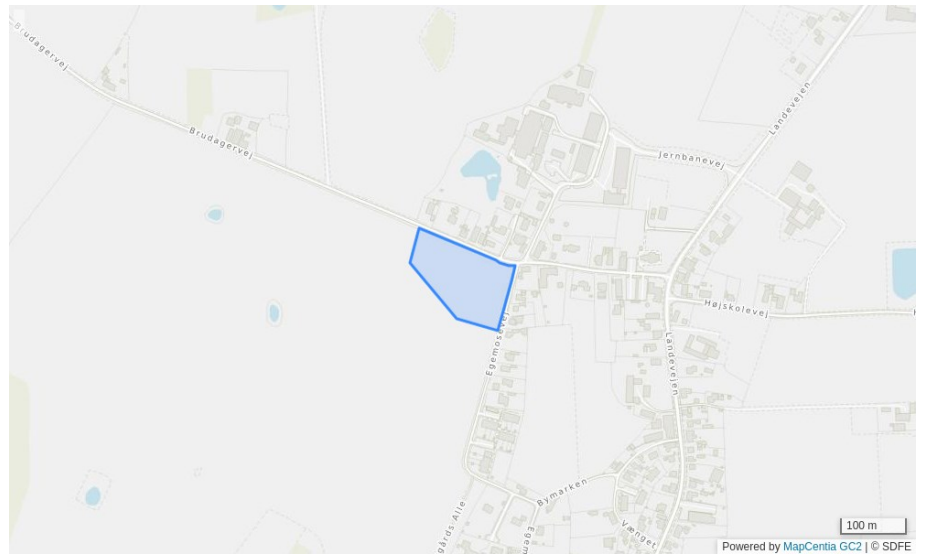 Brudagervej
Brudagervej
Landevejen
Jernbanevej
Højskolevej
H
Egemosevej
Landevejen
Bymarken
gårds Alle
Egem
Vænget
100 m
Powered by MapCentia GC2 | © SDFE